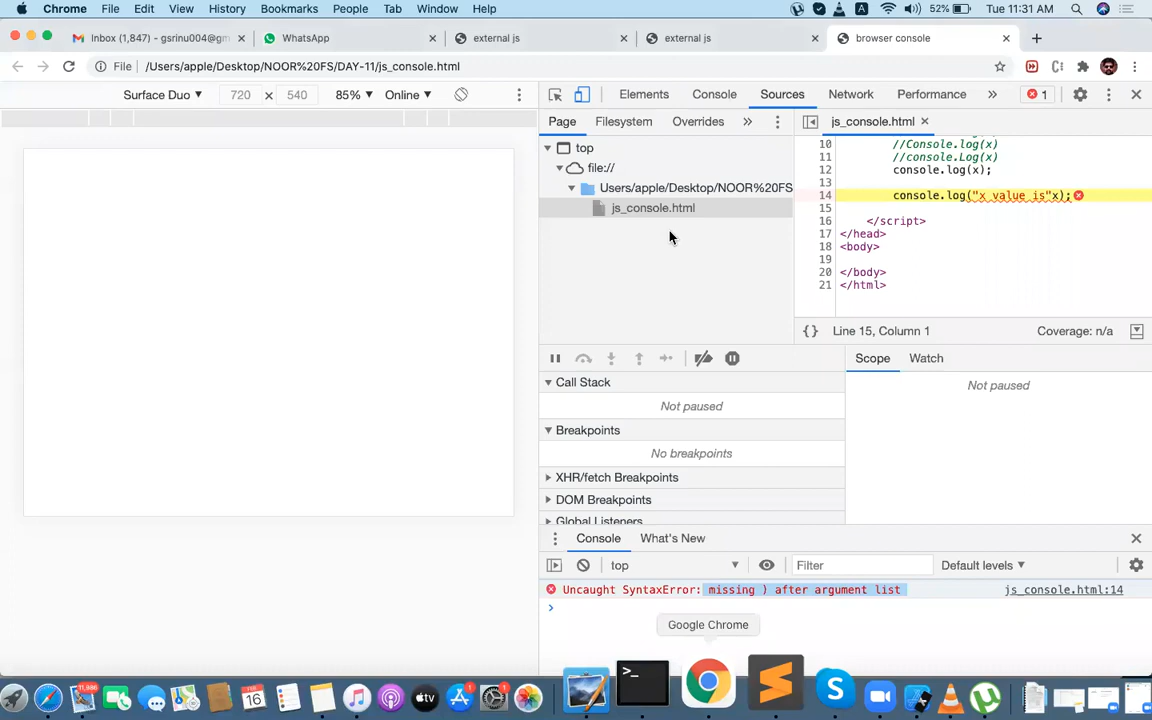 Chrome File Edit View History Bookmarks People Tab Window Help 52% Tue 11:31 AM
Inbox (1,847) - gsrinu004@gm × WhatsApp × external js × external js × browser console × +
File /Users/apple/Desktop/NOOR%20FS/DAY-11/js_console.html
Surface Duo ▼ 720 × 540 85% ▼ Online ▼
Elements Console Sources Network Performance » 1
Page Filesystem Overrides »
js_console.html ×
top
file://
Users/apple/Desktop/NOOR%20FS
js_console.html
10 //Console.log(x)
11 //console.Log(x)
12 console.log(x);
13
14 console.log("x value is"x);
15
16 </script>
17 </head>
18 <body>
19
20 </body>
21 </html>
{} Line 15, Column 1 Coverage: n/a
Scope Watch
Not paused
Call Stack
Not paused
Breakpoints
No breakpoints
XHR/fetch Breakpoints
DOM Breakpoints
Global Listeners
Console What's New
top ▼ Filter Default levels ▼
Uncaught SyntaxError: missing ) after argument list js_console.html:14
>
Google Chrome